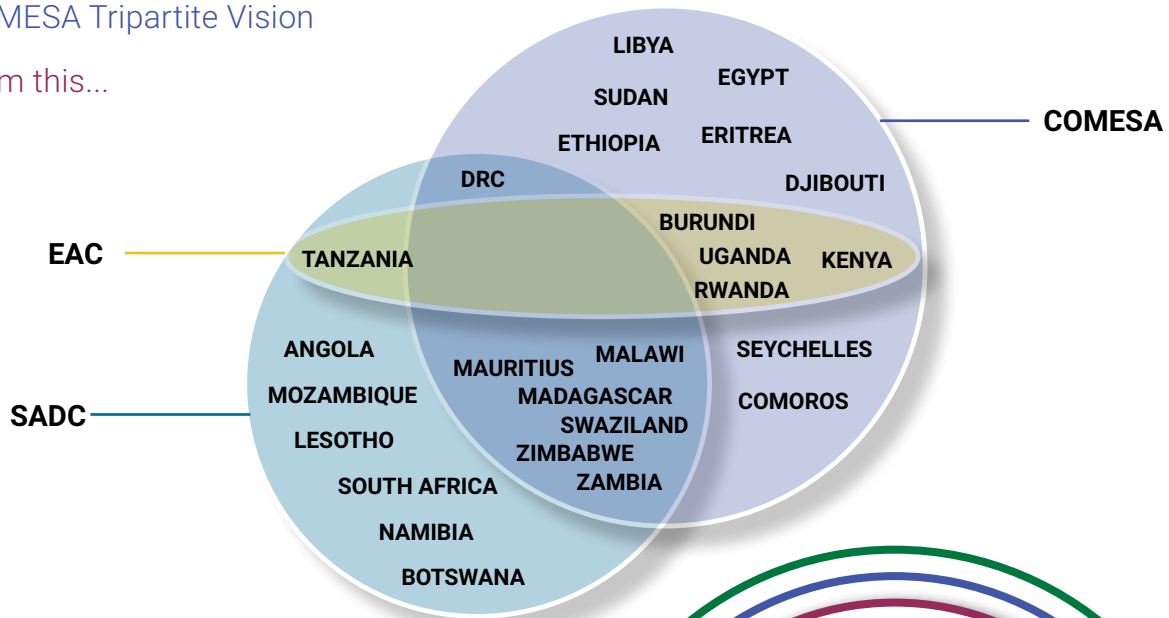 MESA Tripartite Vision
m this...
LIBYA
EGYPT
SUDAN
COMESA
ERITREA
ETHIOPIA
DRC
DJIBOUTI
BURUNDI
EAC
TANZANIA
UGANDA
KENYA
RWANDA
ANGOLA
MAURITIUS
MALAWI
SEYCHELLES
MOZAMBIQUE
MADAGASCAR
COMOROS
SADC
SWAZILAND
LESOTHO
ZIMBABWE
ZAMBIA
SOUTH AFRICA
NAMIBIA
BOTSWANA